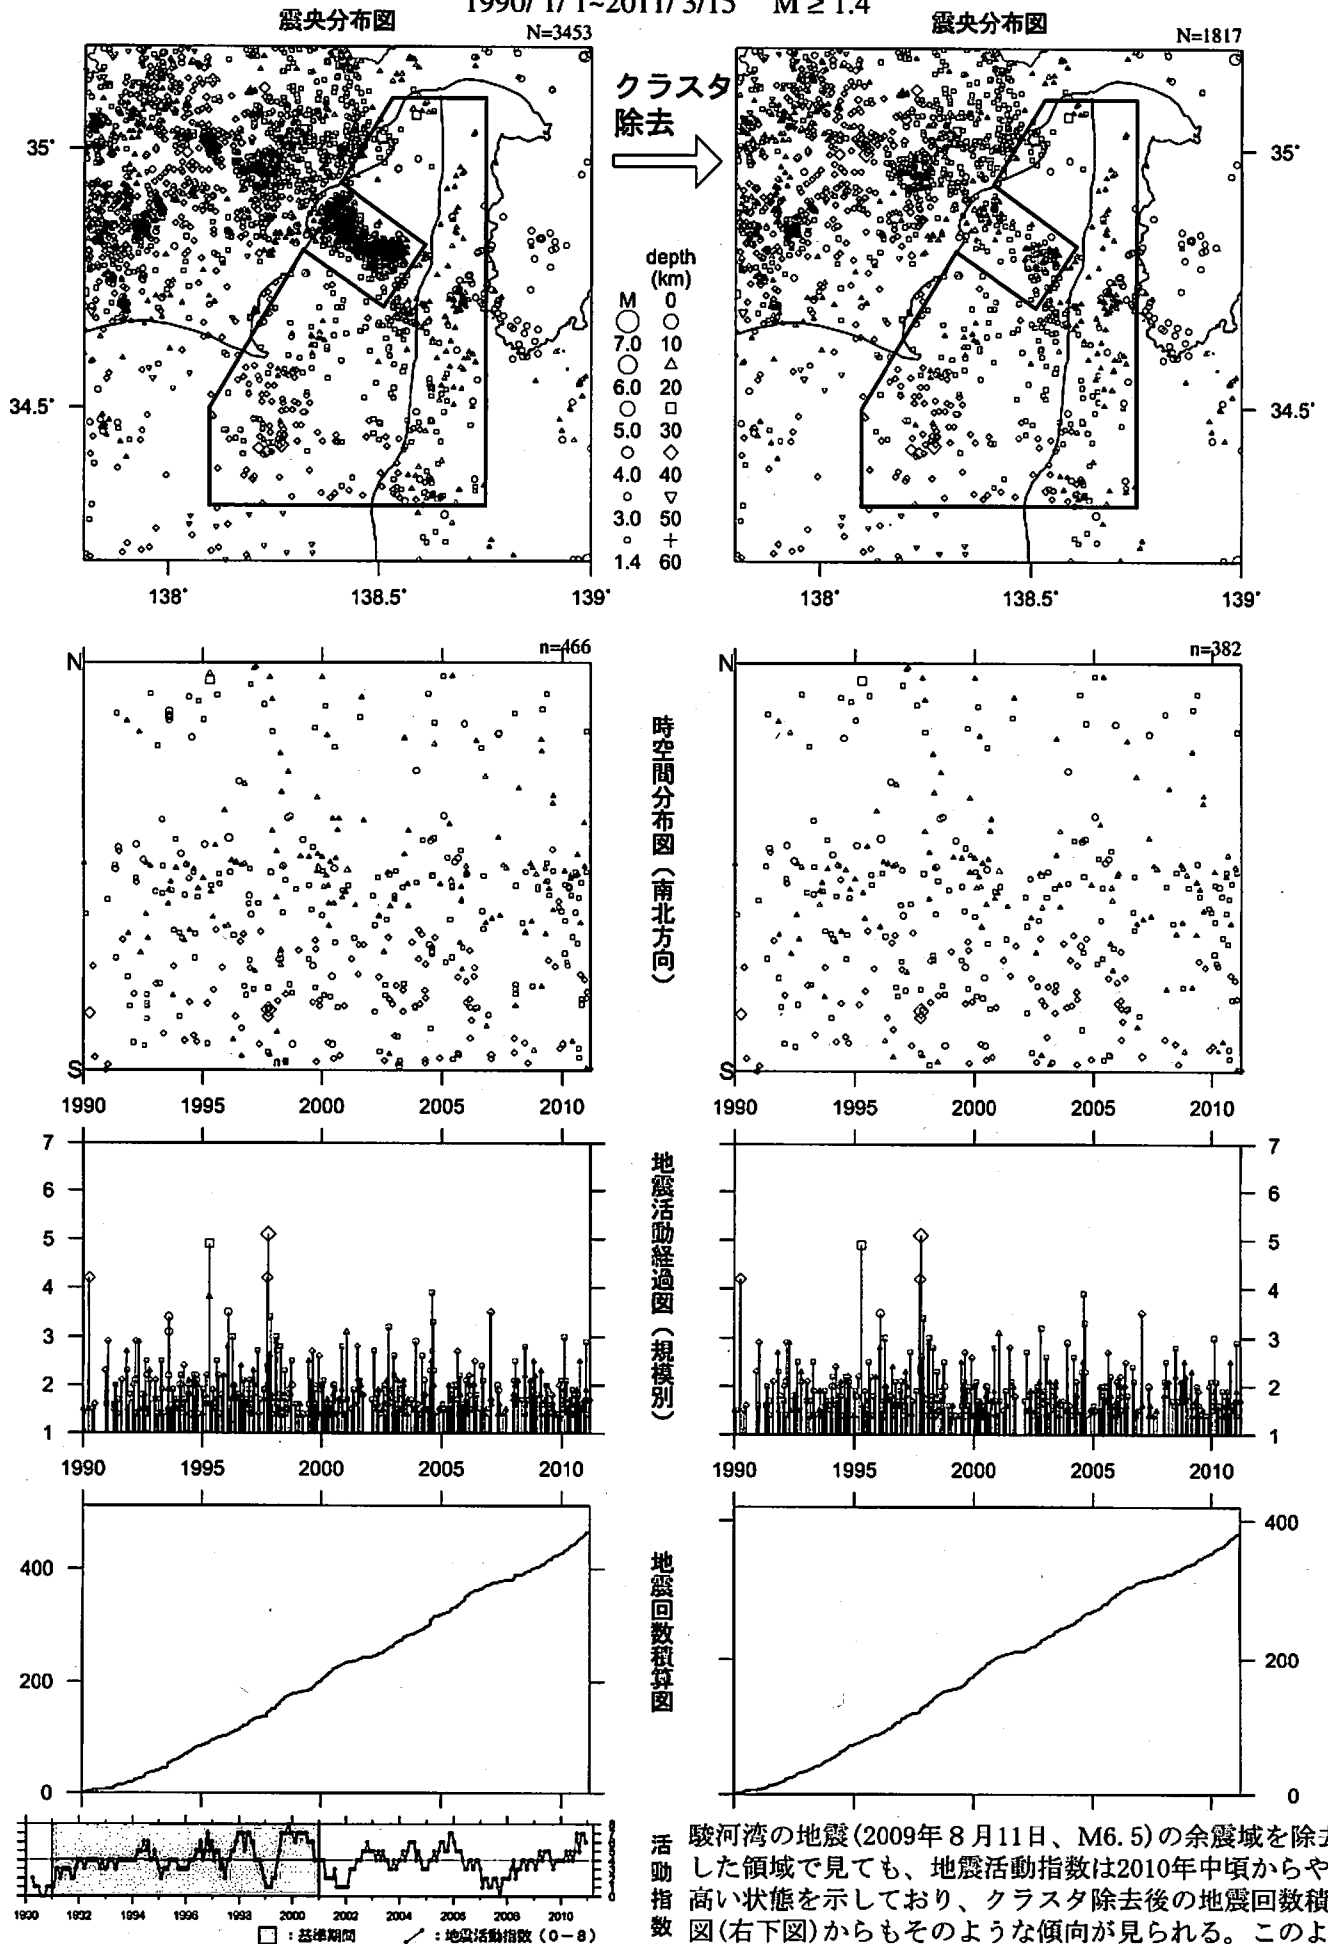 1990/ 1/ 1~2011/ 3/15 M ≥ 1.4
震央分布図
N=3453
震央分布図
N=1817
クラスタ
除去
35°
34.5°
138°
138.5°
139°
depth
(km)
M 0
7.0 10
6.0 20
5.0 30
4.0 40
3.0 50
1.4 60
35°
34.5°
138°
138.5°
139°
n=466
n=382
N
S
1990 1995 2000 2005 2010
時空間分布図(南北方向)
N
S
1990 1995 2000 2005 2010
7
6
5
4
3
2
1
1990 1995 2000 2005 2010
地震活動経過図(規模別)
7
6
5
4
3
2
1
1990 1995 2000 2005 2010
400
200
0
地震回数積算図
400
200
0
1990 1992 1994 1996 1998 2000 2002 2004 2006 2008 2010
:基準期間 :地震活動指数(0-8)
活動指数
駿河湾の地震(2009年8月11日、M6.5)の余震域を除去
した領域で見ても、地震活動指数は2010年中頃からや
高い状態を示しており、クラスタ除去後の地震回数積
図(右下図)からもそのような傾向が見られる。このよ